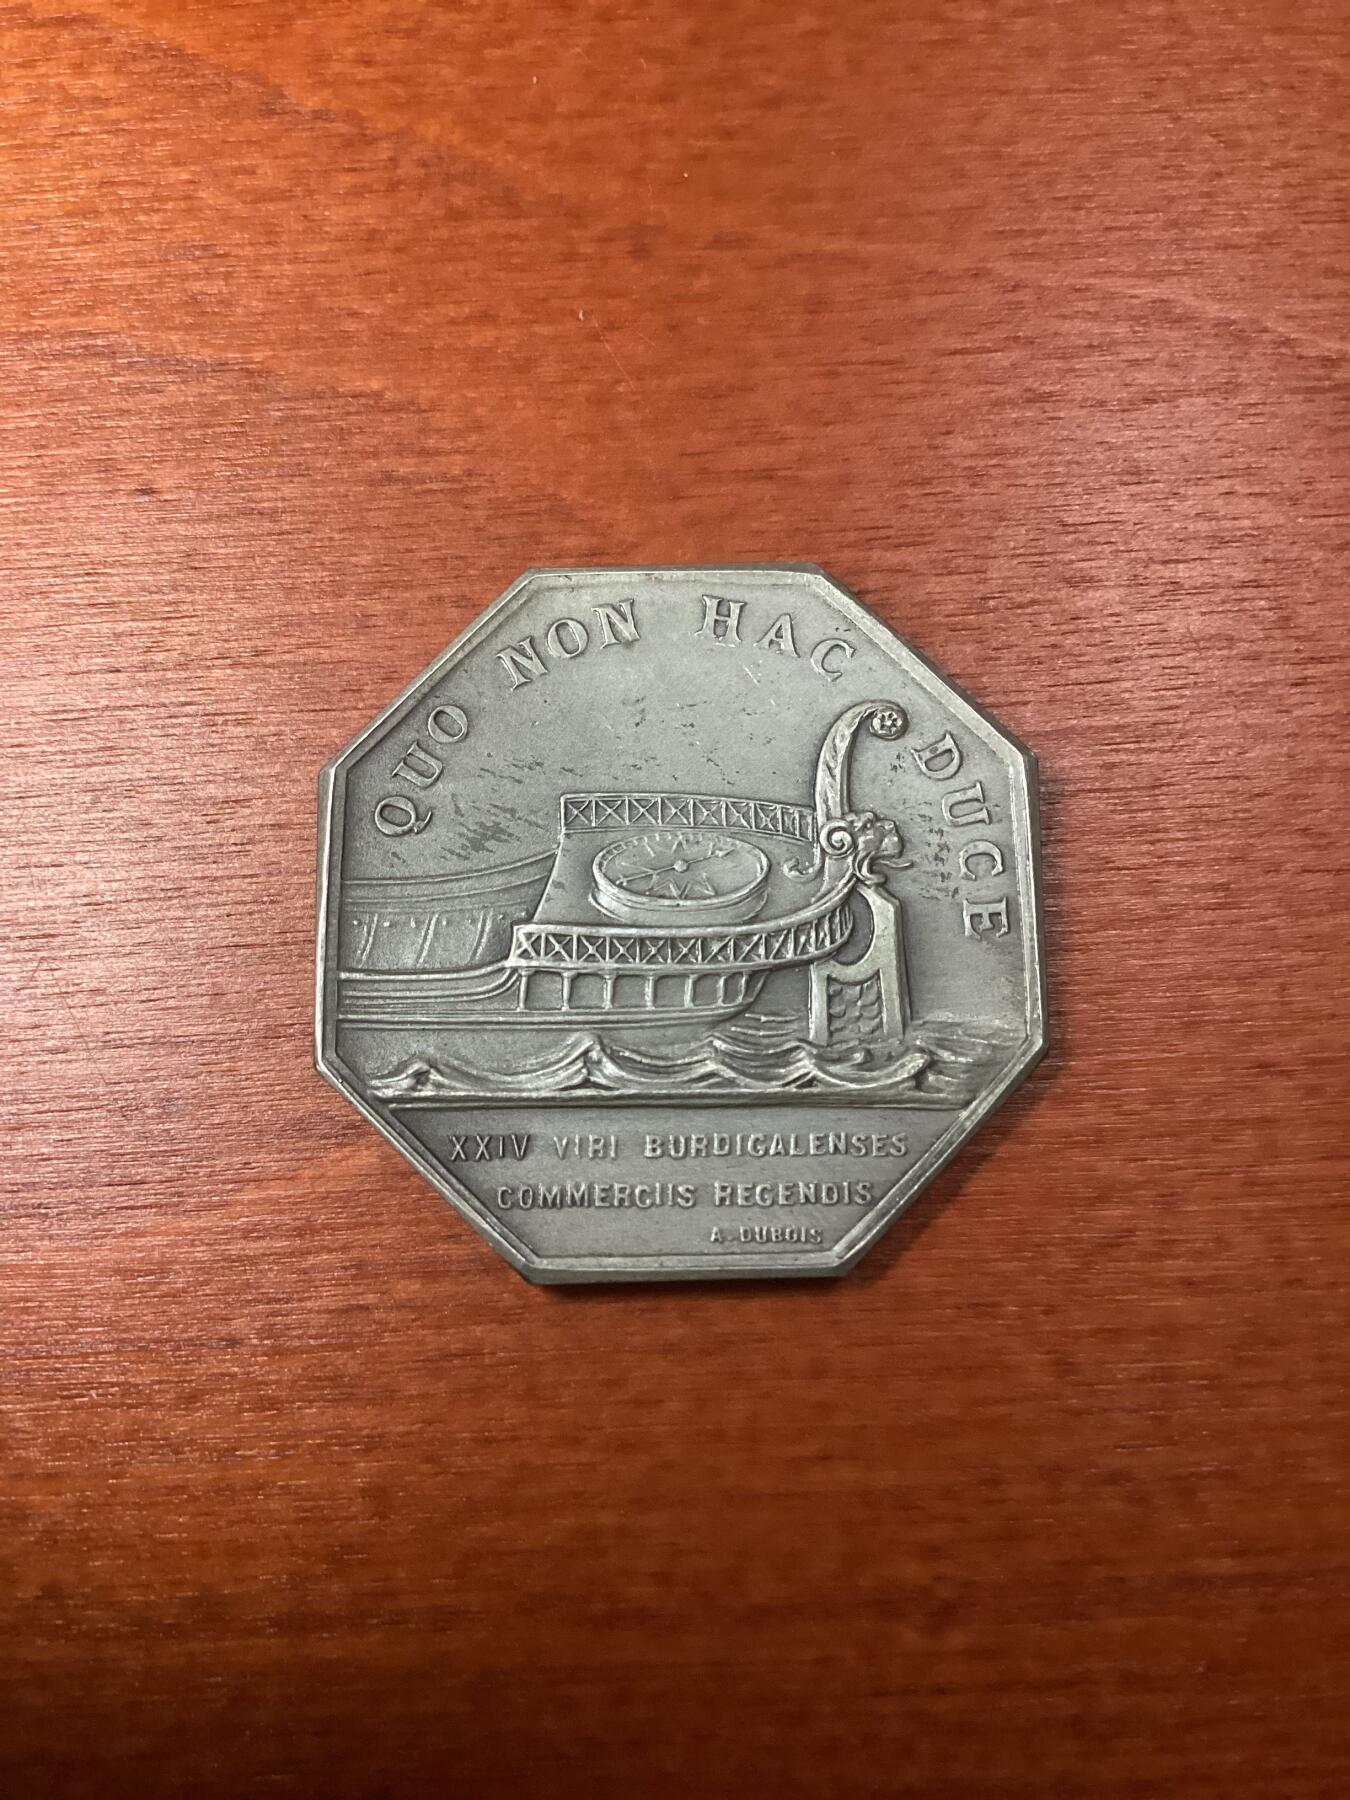 QUO NON HAC DUCE
XXIV VIRI BURDIGALENSES
COMMERCIIS REGENDIS
A. DUBOIS